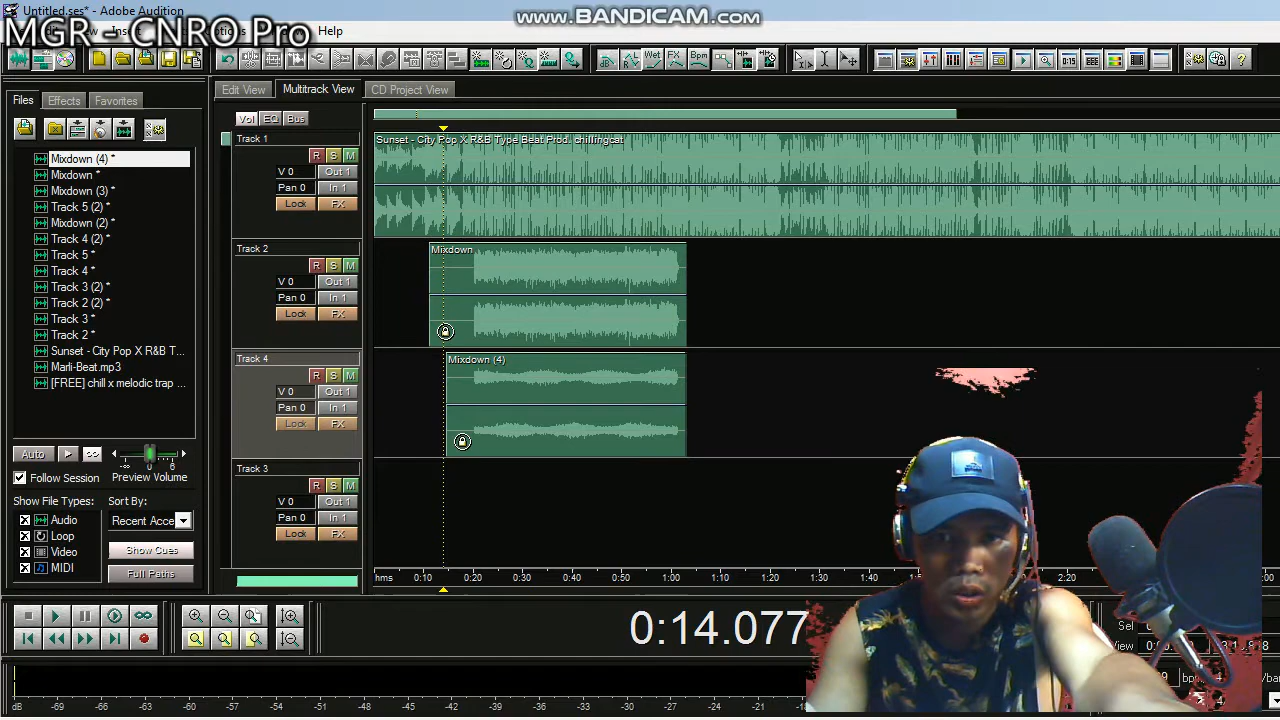 Untitled.ses* - Adobe Audition
www.BANDICAM.com
MGR - CNRO Pro
Help
Wet
FX
Bpm
Files
Effects
Favorites
Edit View
Multitrack View
CD Project View
Vol
EQ
Bus
Mixdown (4) *
Mixdown *
Mixdown (3) *
Track 5 (2) *
Mixdown (2) *
Track 4 (2) *
Track 5 *
Track 4 *
Track 3 (2) *
Track 2 (2) *
Track 3 *
Track 2 *
Sunset - City Pop X R&B T...
Marli-Beat.mp3
[FREE] chill x melodic trap ...
Auto
-∞ 0 6
Follow Session
Preview Volume
Show File Types:
Sort By:
Audio
Recent Acce
Loop
Video
Show Cues
MIDI
Full Paths
Track 1
R S M
V 0
Out 1
Pan 0
In 1
Lock
FX
Sunset - City Pop X R&B Type Beat Prod. chillingcat
Track 2
R S M
V 0
Out 1
Pan 0
In 1
Lock
FX
Mixdown
Track 4
R S M
V 0
Out 1
Pan 0
In 1
Lock
FX
Mixdown (4)
Track 3
R S M
V 0
Out 1
Pan 0
In 1
Lock
FX
hms 0:10 0:20 0:30 0:40 0:50 1:00 1:10 1:20 1:30 2:20
0:14.077
Sel
dB -69 -66 -63 -60 -57 -54 -51 -48 -45 -42 -39 -36 -33 -30 -27 -24 -22